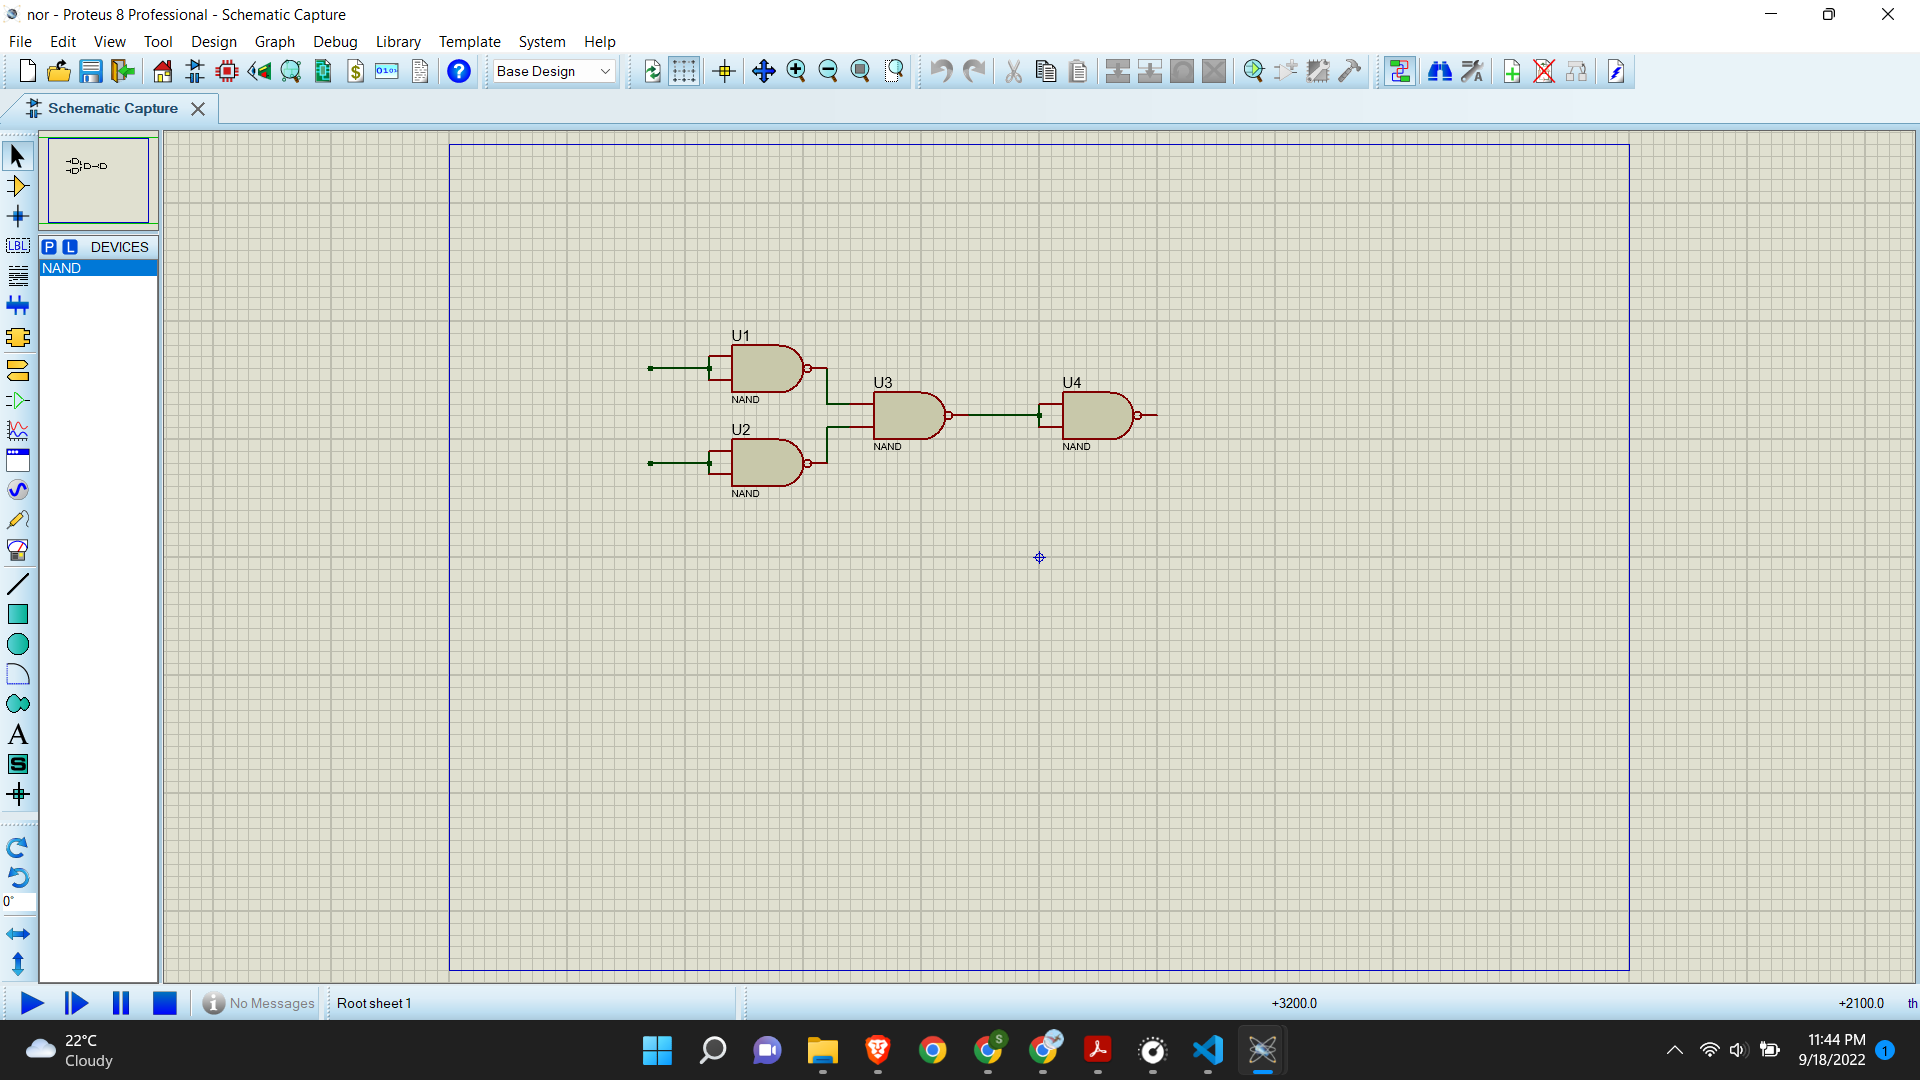 nor - Proteus 8 Professional - Schematic Capture
File Edit View Tool Design Graph Debug Library Template System Help
Base Design
Schematic Capture
P L DEVICES
NAND
LBL
U1
NAND
U2
NAND
U3
NAND
U4
NAND
A
S
0°
No Messages
Root sheet 1
+3200.0
+2100.0
th
22°C
Cloudy
S
11:44 PM
9/18/2022
1